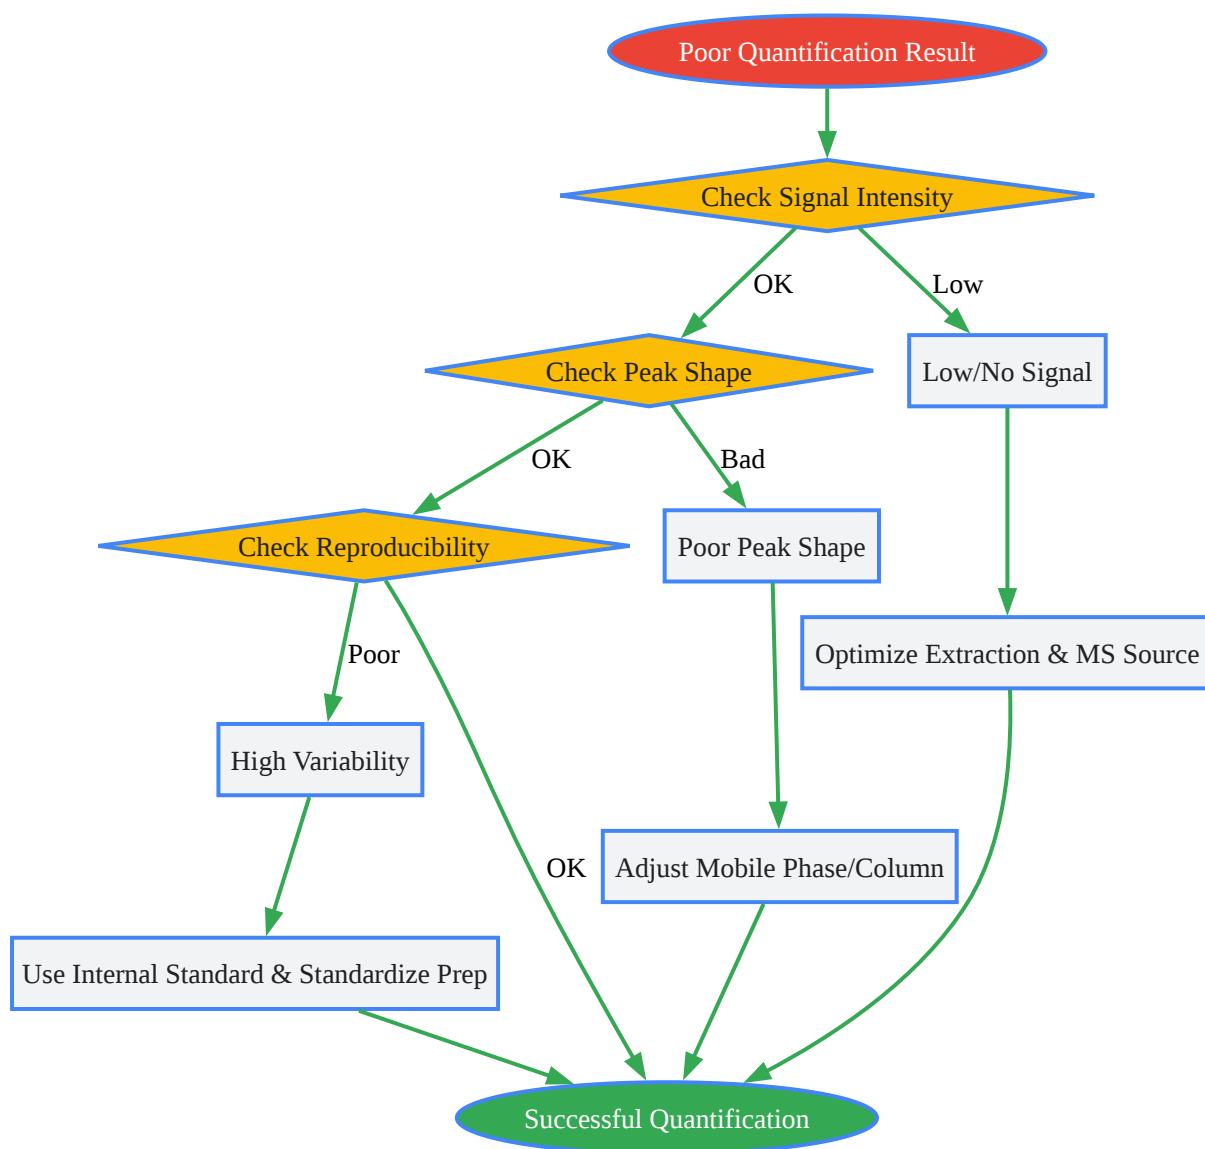 Poor Quantification Result
Check Signal Intensity
OK
Low
Check Peak Shape
Low/No Signal
OK
Bad
Check Reproducibility
Poor Peak Shape
Poor
Optimize Extraction & MS Source
High Variability
OK
Adjust Mobile Phase/Column
Use Internal Standard & Standardize Prep
Successful Quantification